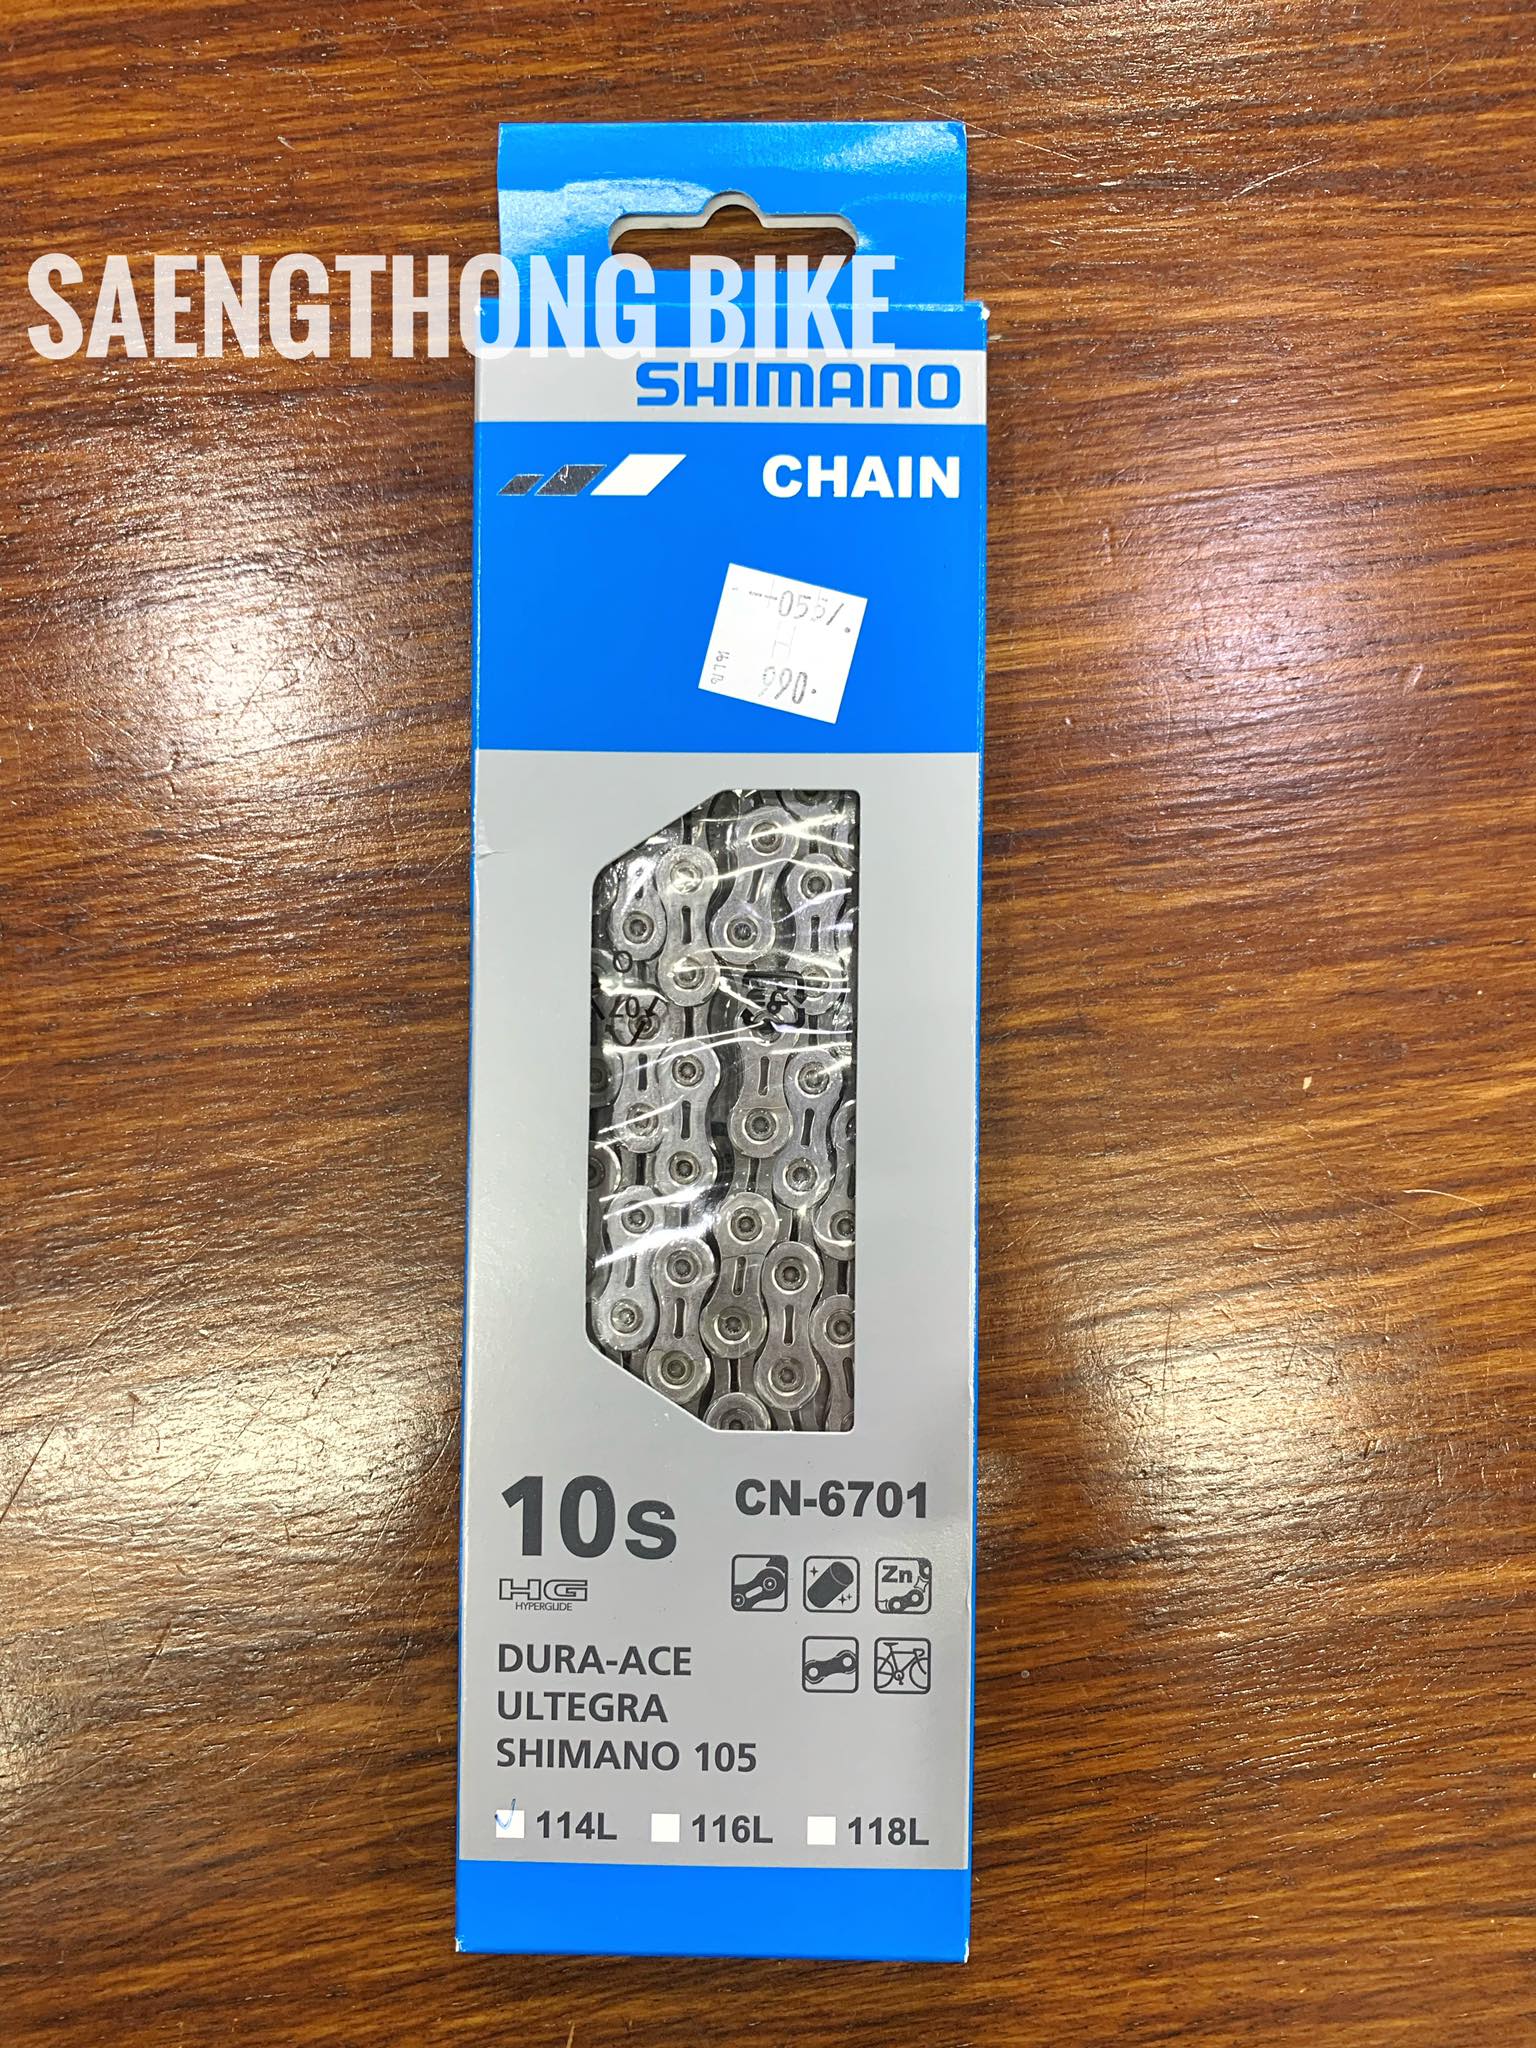 SAENGTHONG BIKE
SHIMANO
CHAIN
990.
10s
CN-6701
HG
HYPERGLIDE
Zn
DURA-ACE
ULTEGRA
SHIMANO 105
114L 116L 118L